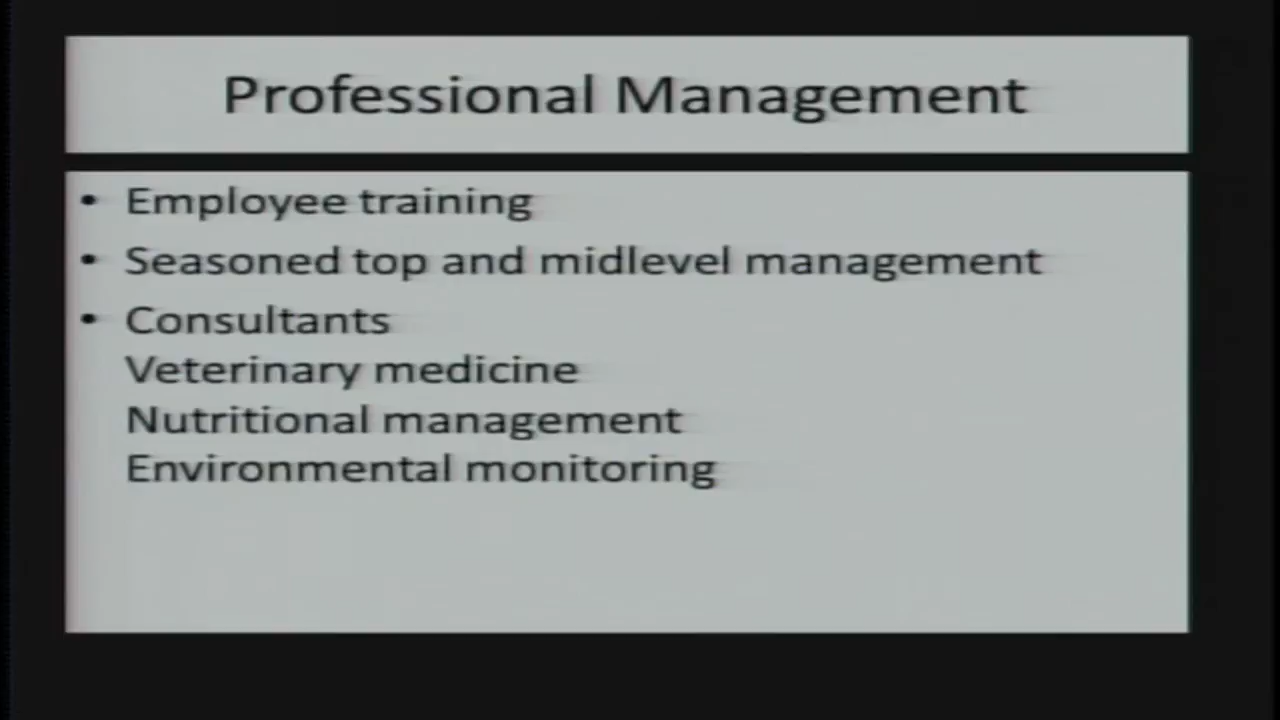 Professional Management
• Employee training
• Seasoned top and midlevel management
• Consultants
Veterinary medicine
Nutritional management
Environmental monitoring